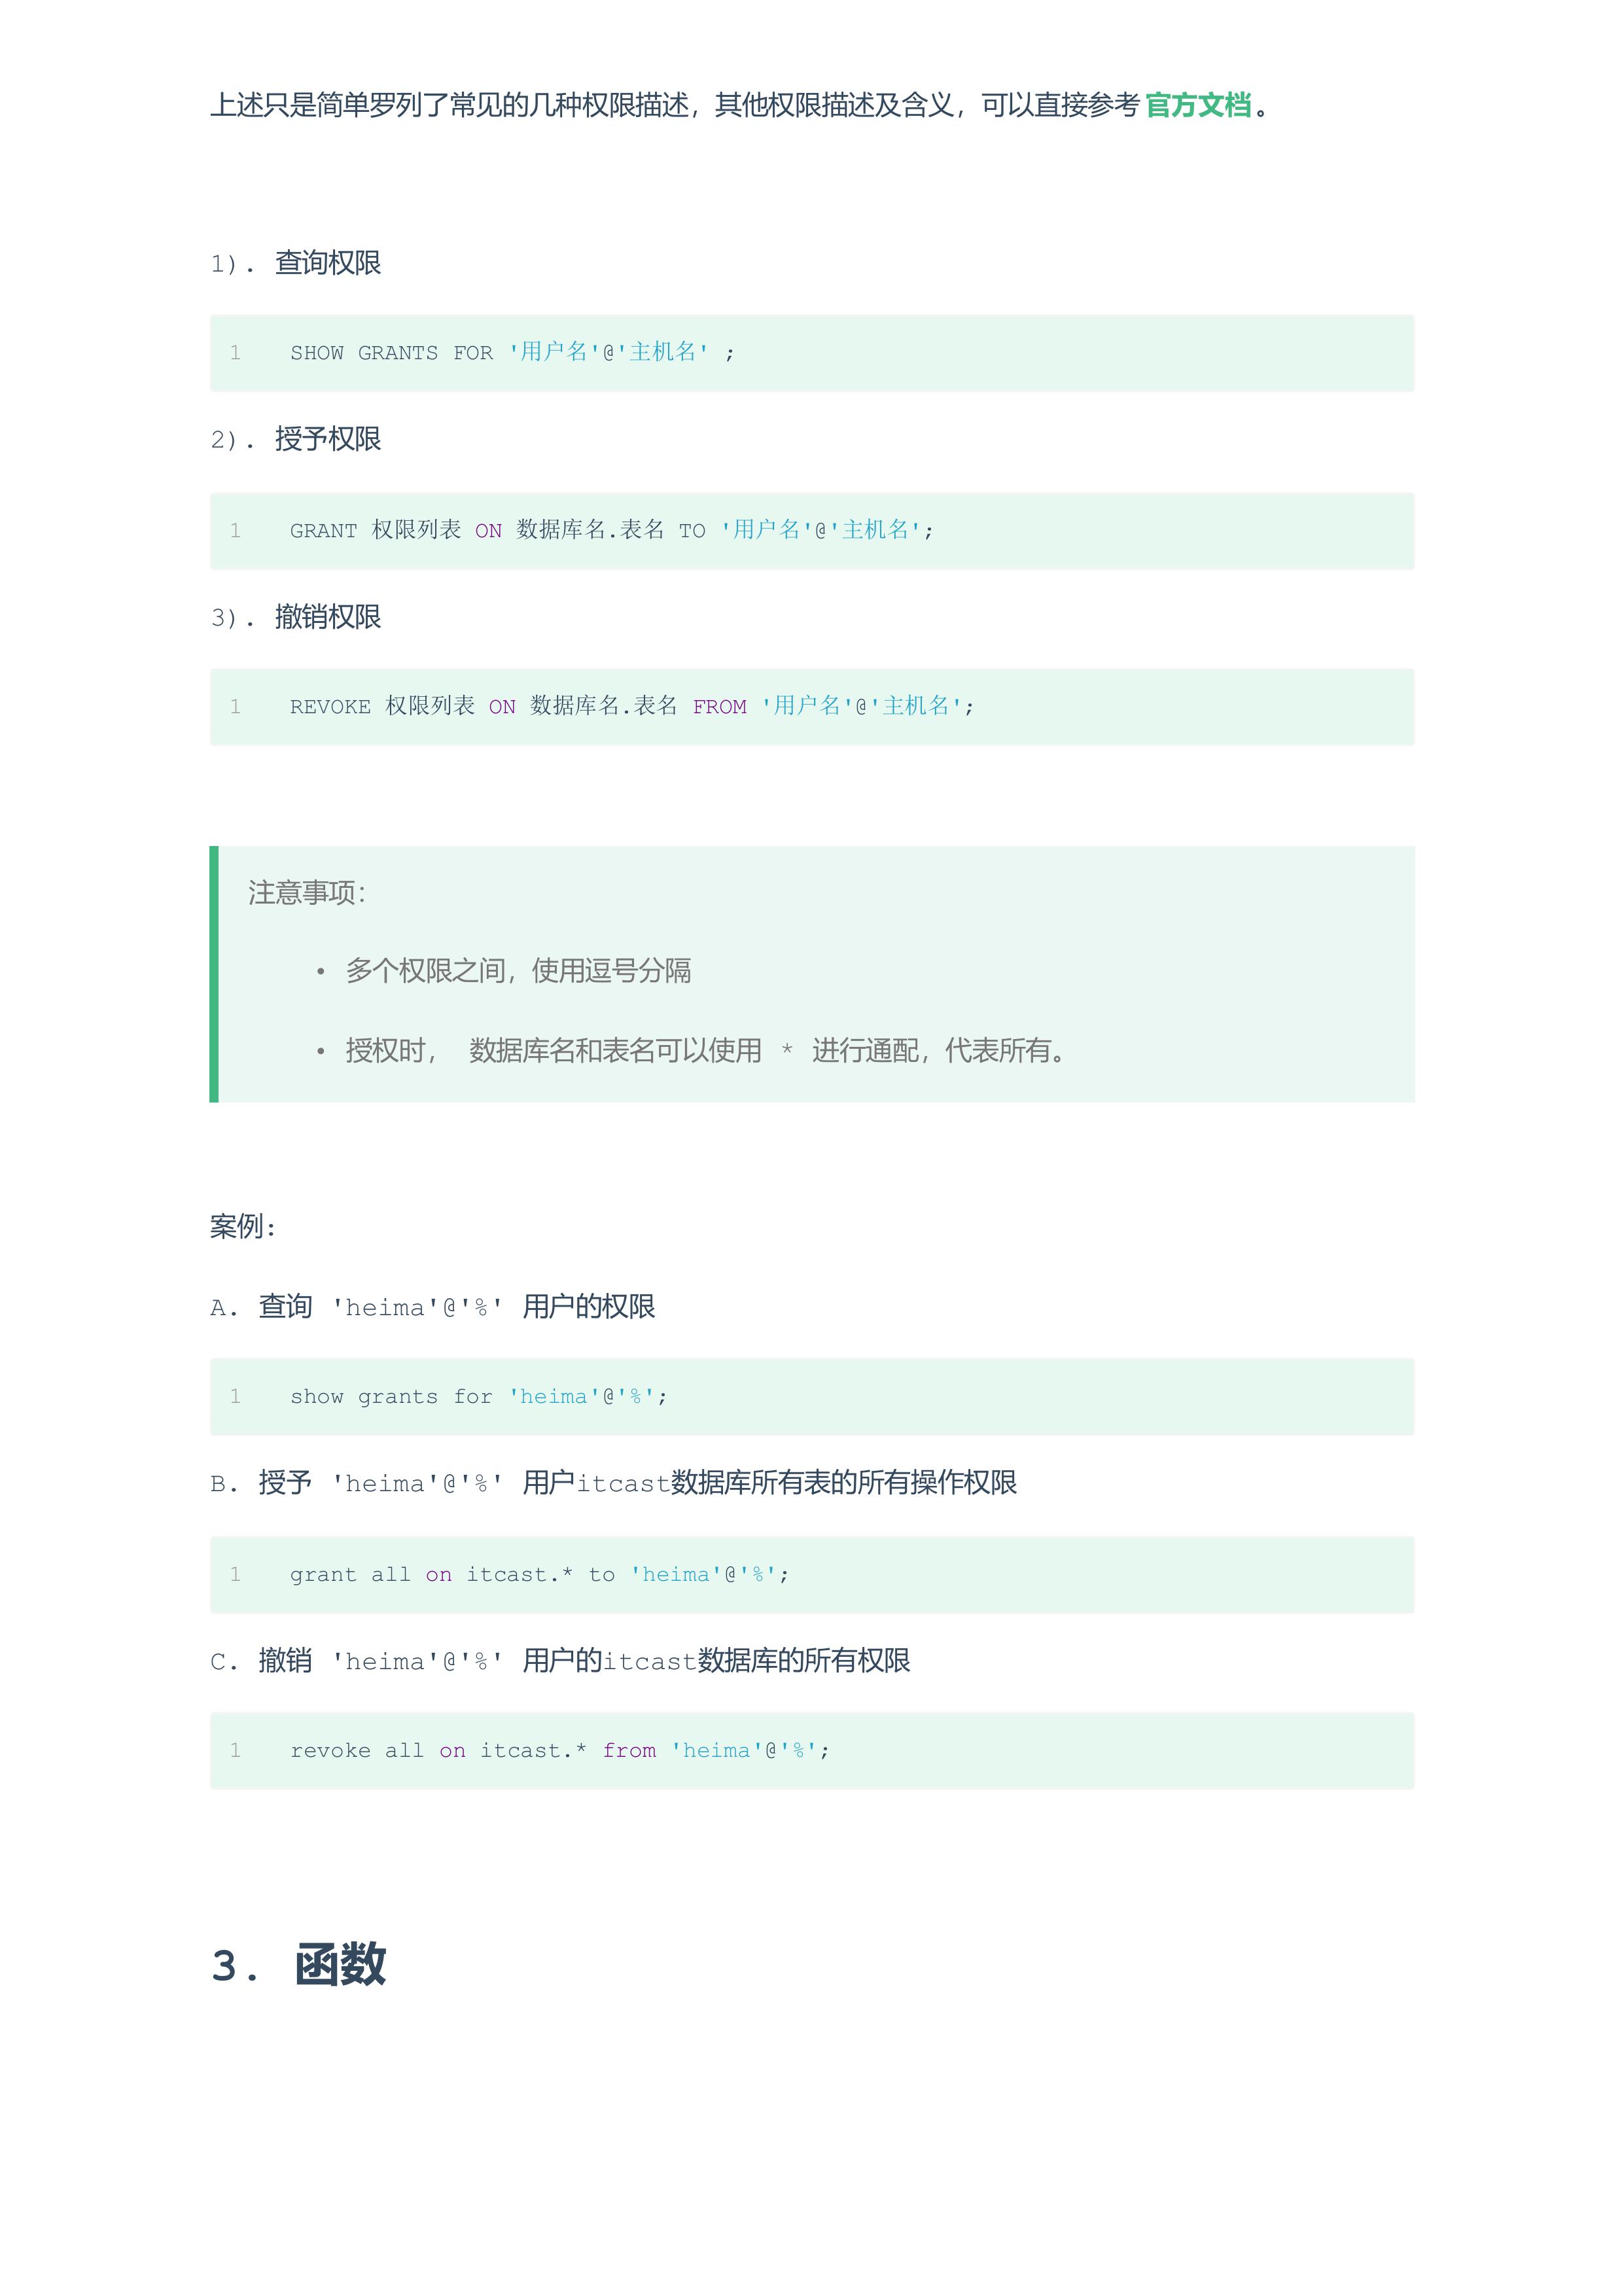 上述只是简单罗列了常见的几种权限描述，其他权限描述及含义，可以直接参考官方文档。
1). 查询权限
1 SHOW GRANTS FOR '用户名'@'主机名' ;
2). 授予权限
1 GRANT 权限列表 ON 数据库名.表名 TO '用户名'@'主机名';
3). 撤销权限
1 REVOKE 权限列表 ON 数据库名.表名 FROM '用户名'@'主机名';
注意事项：
• 多个权限之间，使用逗号分隔
• 授权时， 数据库名和表名可以使用 * 进行通配，代表所有。
案例：
A. 查询 'heima'@'%' 用户的权限
1 show grants for 'heima'@'%';
B. 授予 'heima'@'%' 用户itcast数据库所有表的所有操作权限
1 grant all on itcast.* to 'heima'@'%';
C. 撤销 'heima'@'%' 用户的itcast数据库的所有权限
1 revoke all on itcast.* from 'heima'@'%';
3. 函数